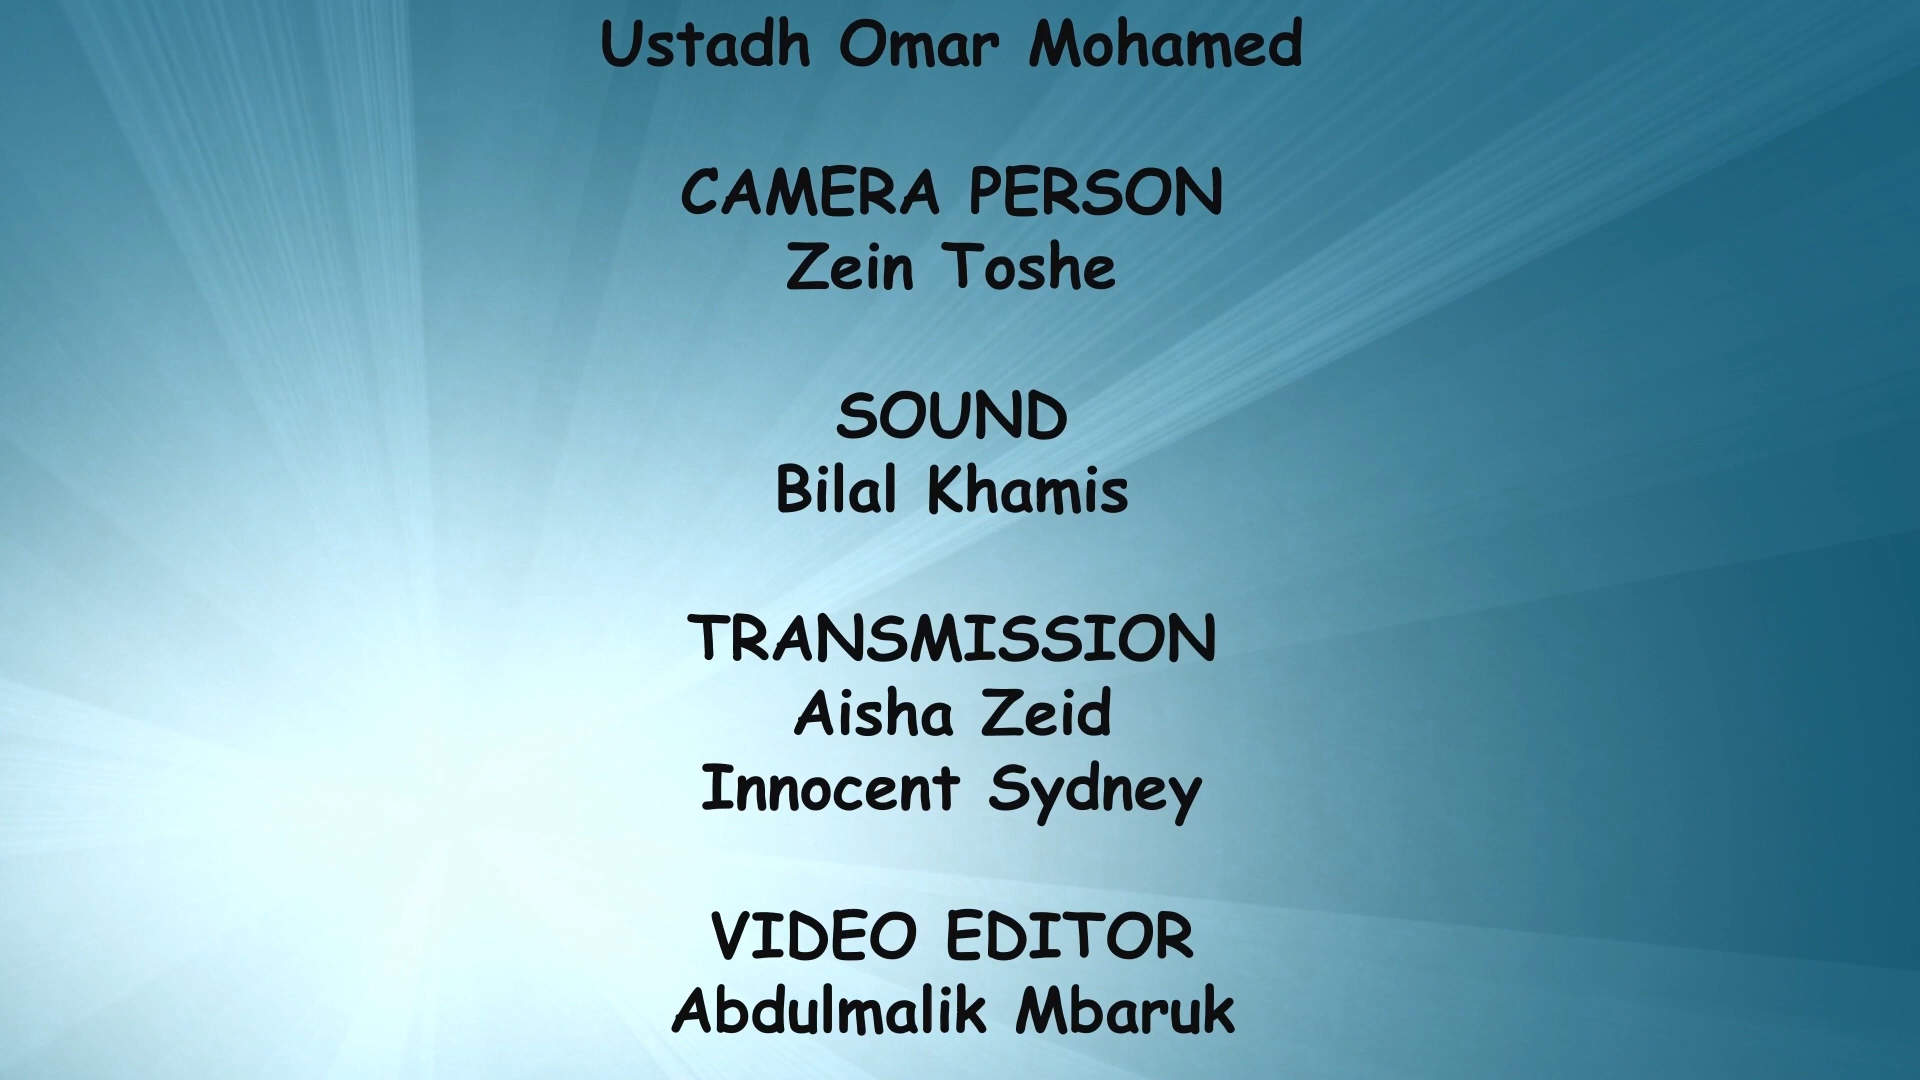 Ustadh Omar Mohamed
CAMERA PERSON
Zein Toshe
SOUND
Bilal Khamis
TRANSMISSION
Aisha Zeid
Innocent Sydney
VIDEO EDITOR
Abdulmalik Mbaruk